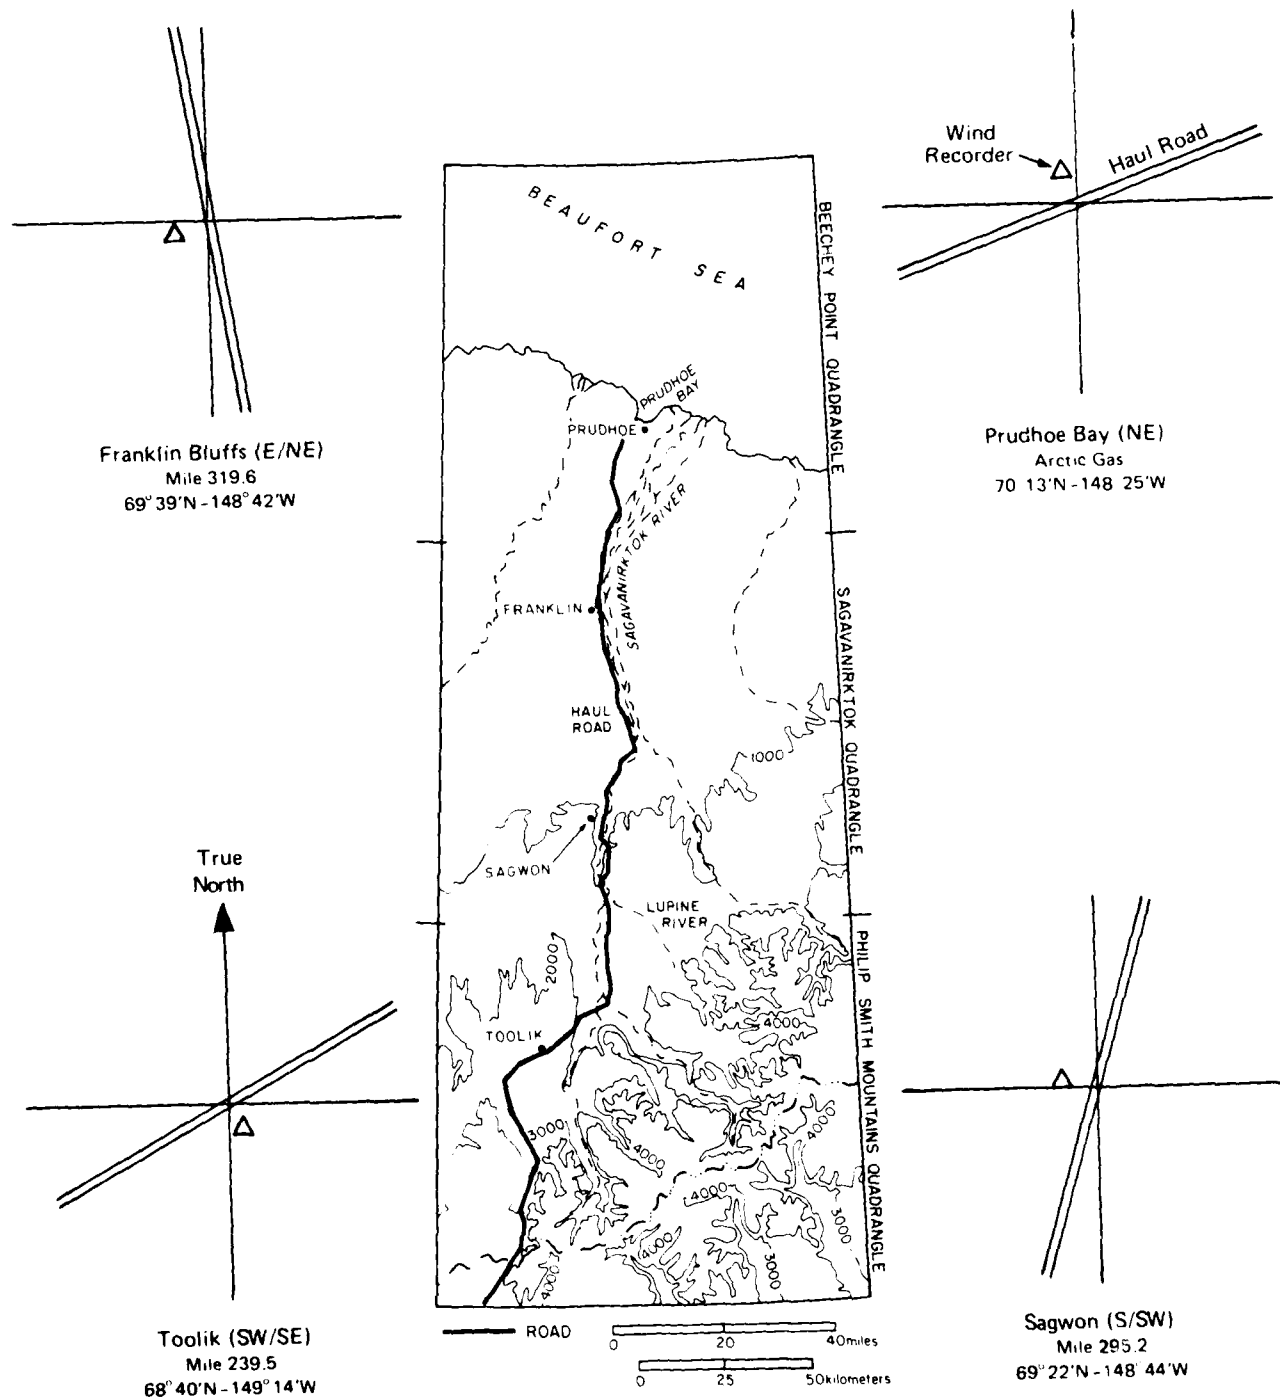 Wind
Recorder
Haul Road
Franklin Bluffs (E/NE)
Mile 319.6
69°39'N-148°42'W
Prudhoe Bay (NE)
Arctic Gas
70 13'N-148 25'W
BEAUFORT SEA
BEECHEY POINT QUADRANGLE
PRUDHOE
BAY
PRUDHOE
SAGAVANIRKTOK RIVER
FRANKLIN
SAGAVANIRKTOK QUADRANGLE
HAUL
ROAD
1000
SAGWON
LUPINE
RIVER
2000
4000
TOOLIK
PHILIP SMITH MOUNTAINS QUADRANGLE
3000
4000
4000
4000
4000
3000
3000
4000
True
North
Toolik (SW/SE)
Mile 239.5
68°40'N-149°14'W
ROAD
0 20 40miles
0 25 50kilometers
Sagwon (S/SW)
Mile 295.2
69°22'N-148°44'W